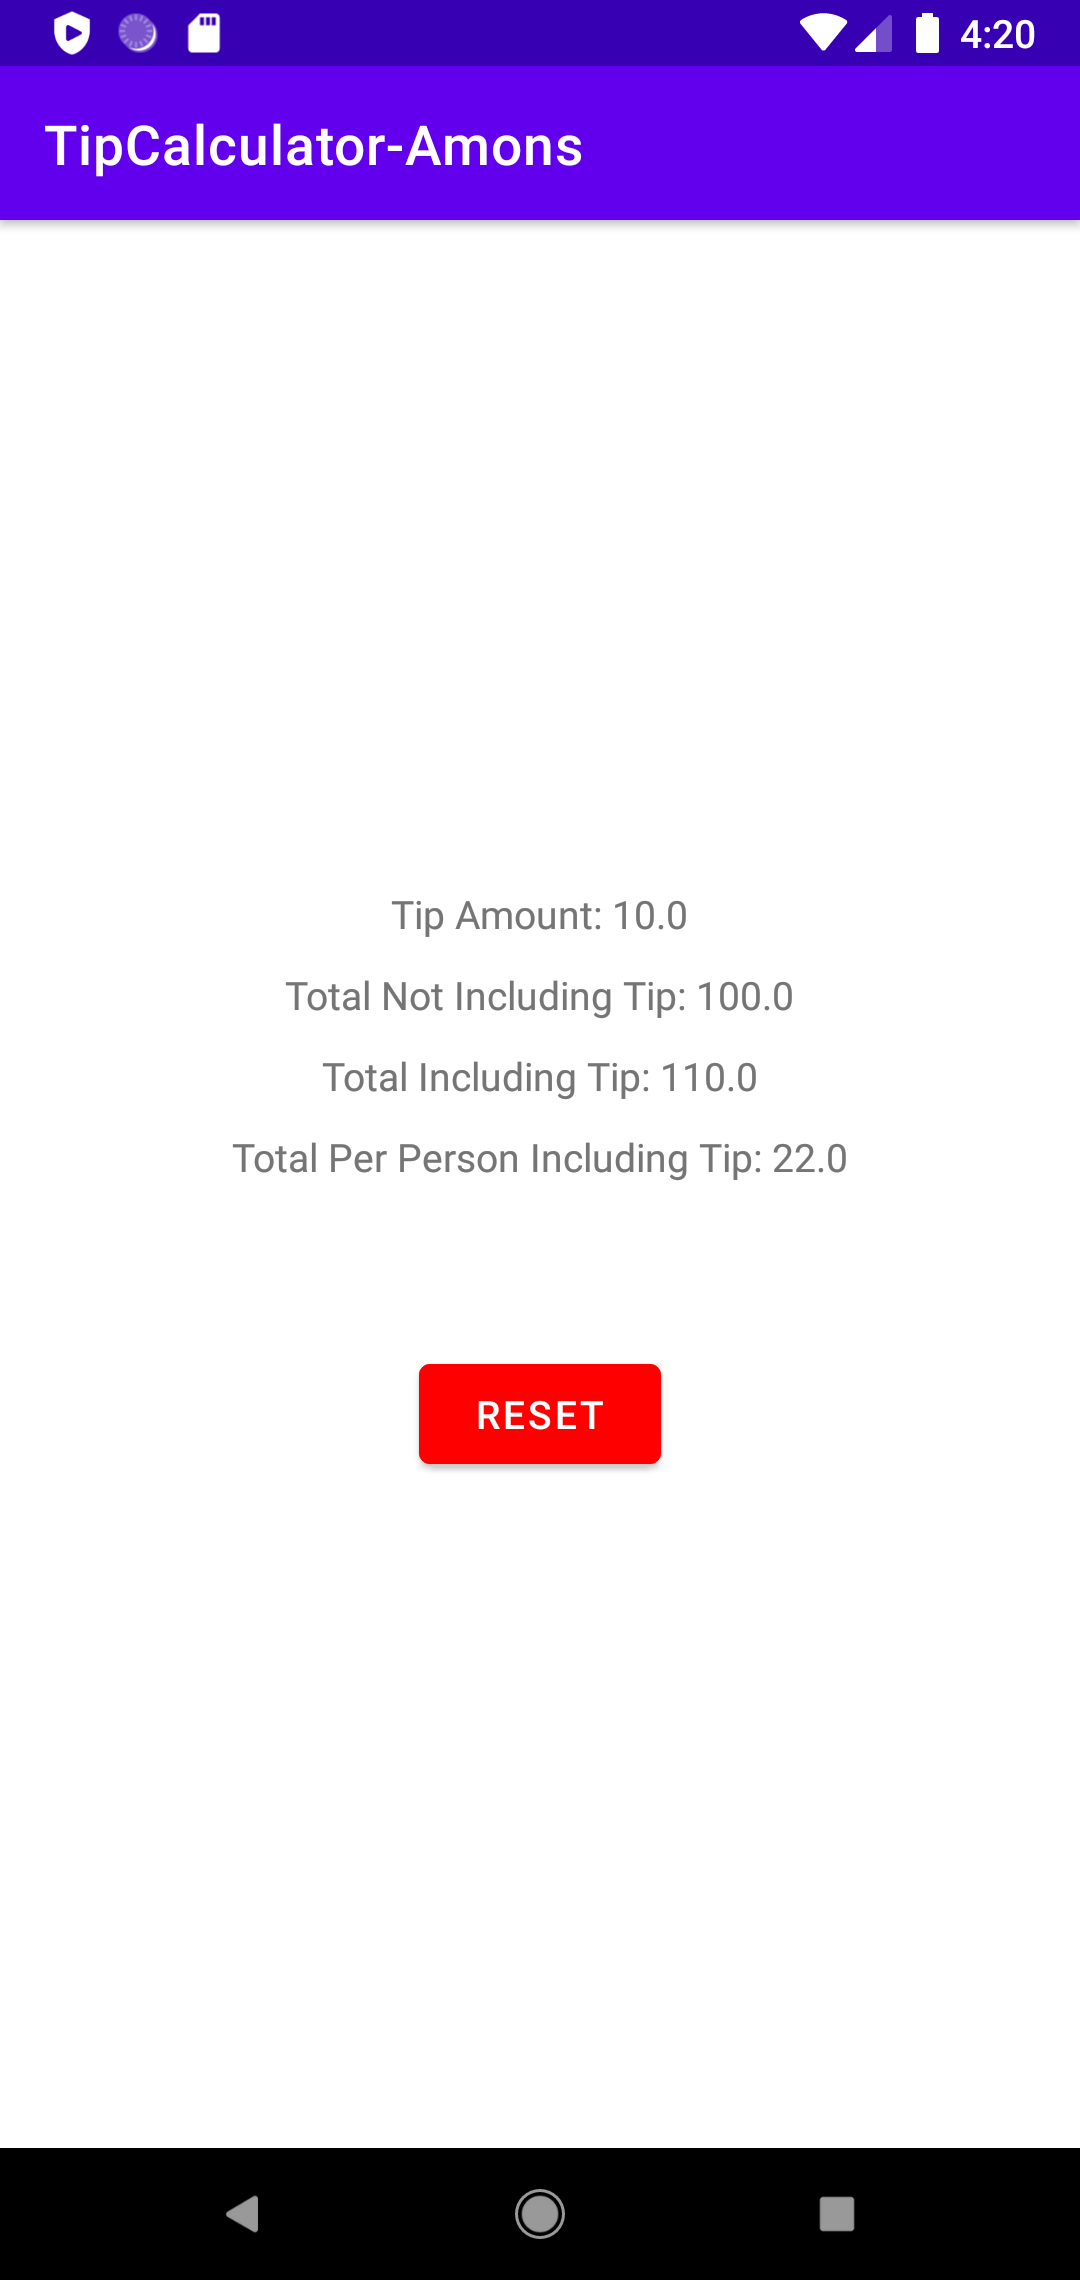 4:20
TipCalculator-Amons
Tip Amount: 10.0
Total Not Including Tip: 100.0
Total Including Tip: 110.0
Total Per Person Including Tip: 22.0
RESET